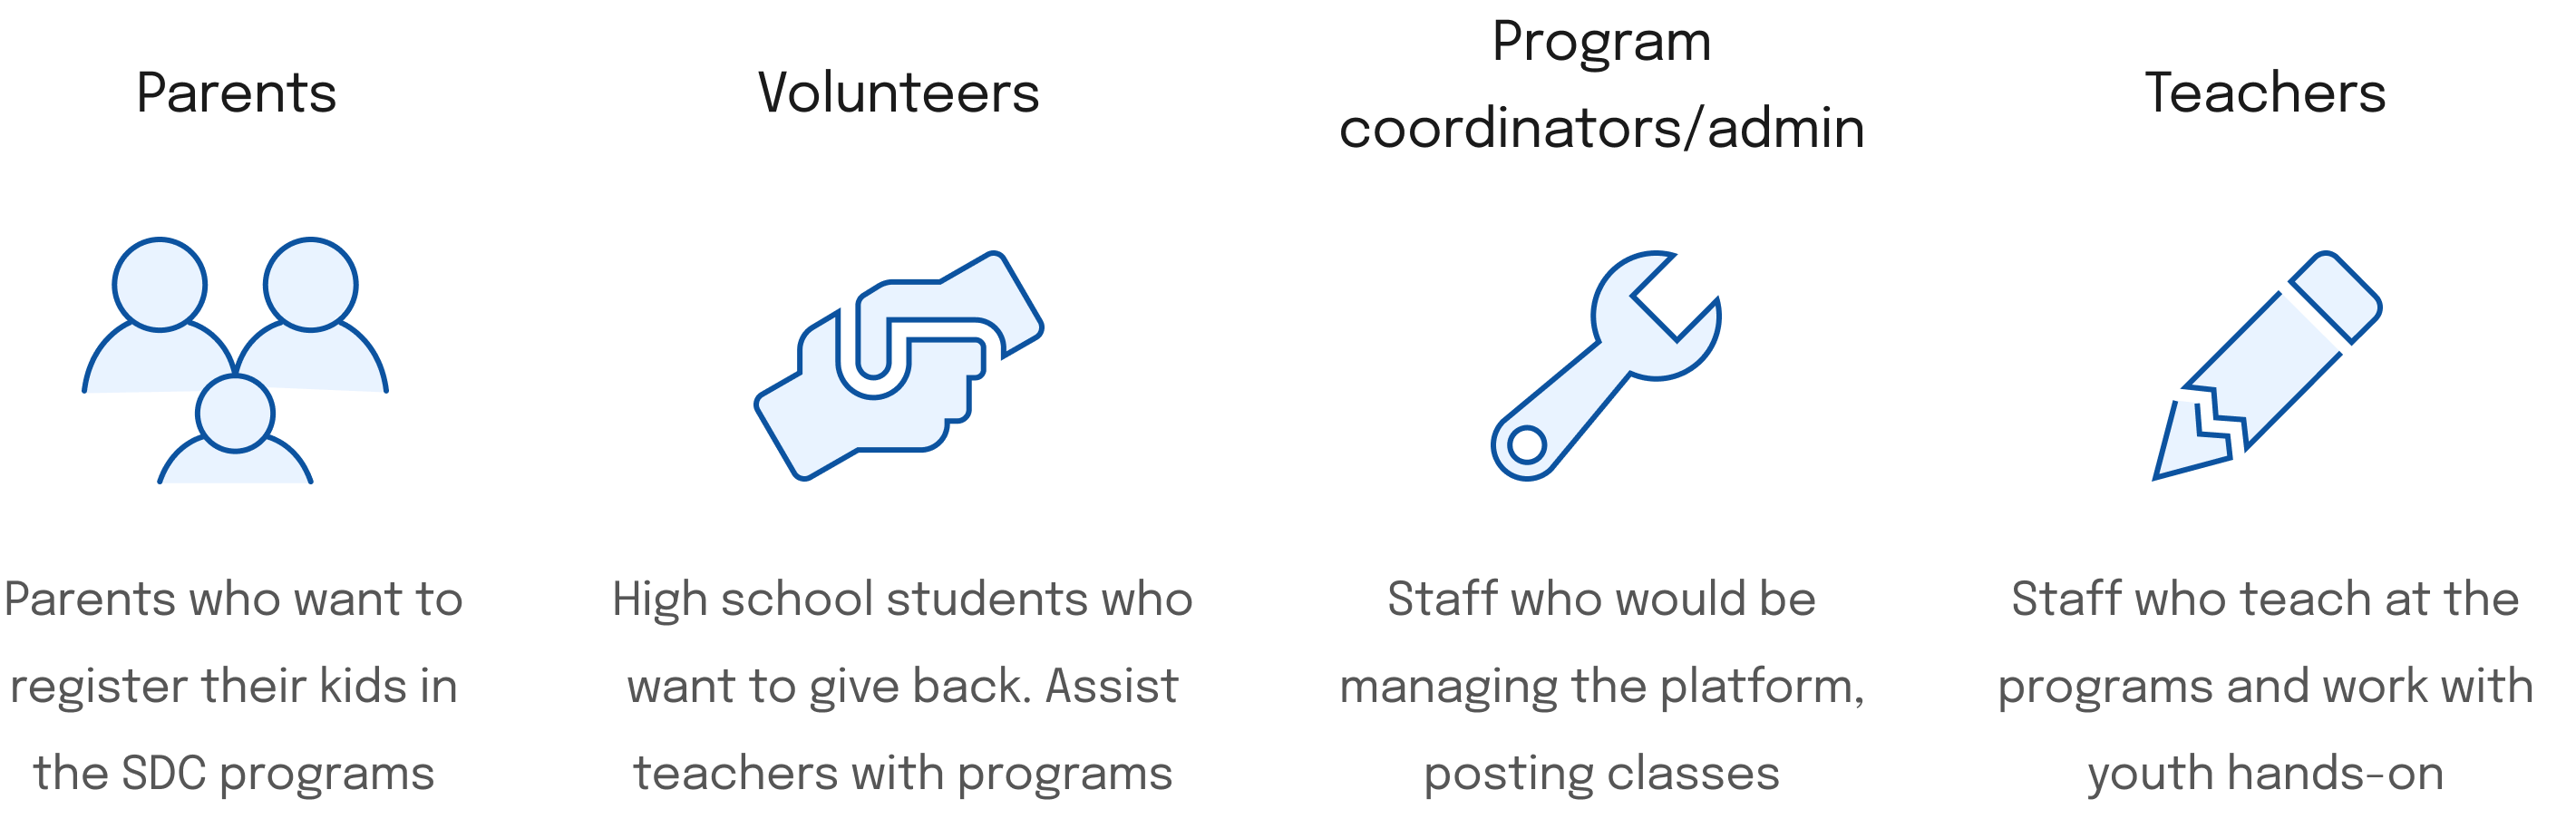 Parents
Parents who want to
register their kids in
the SDC programs
Volunteers
High school students who
want to give back. Assist
teachers with programs
Program
coordinators/admin
Staff who would be
managing the platform,
posting classes
Teachers
Staff who teach at the
programs and work with
youth hands-on